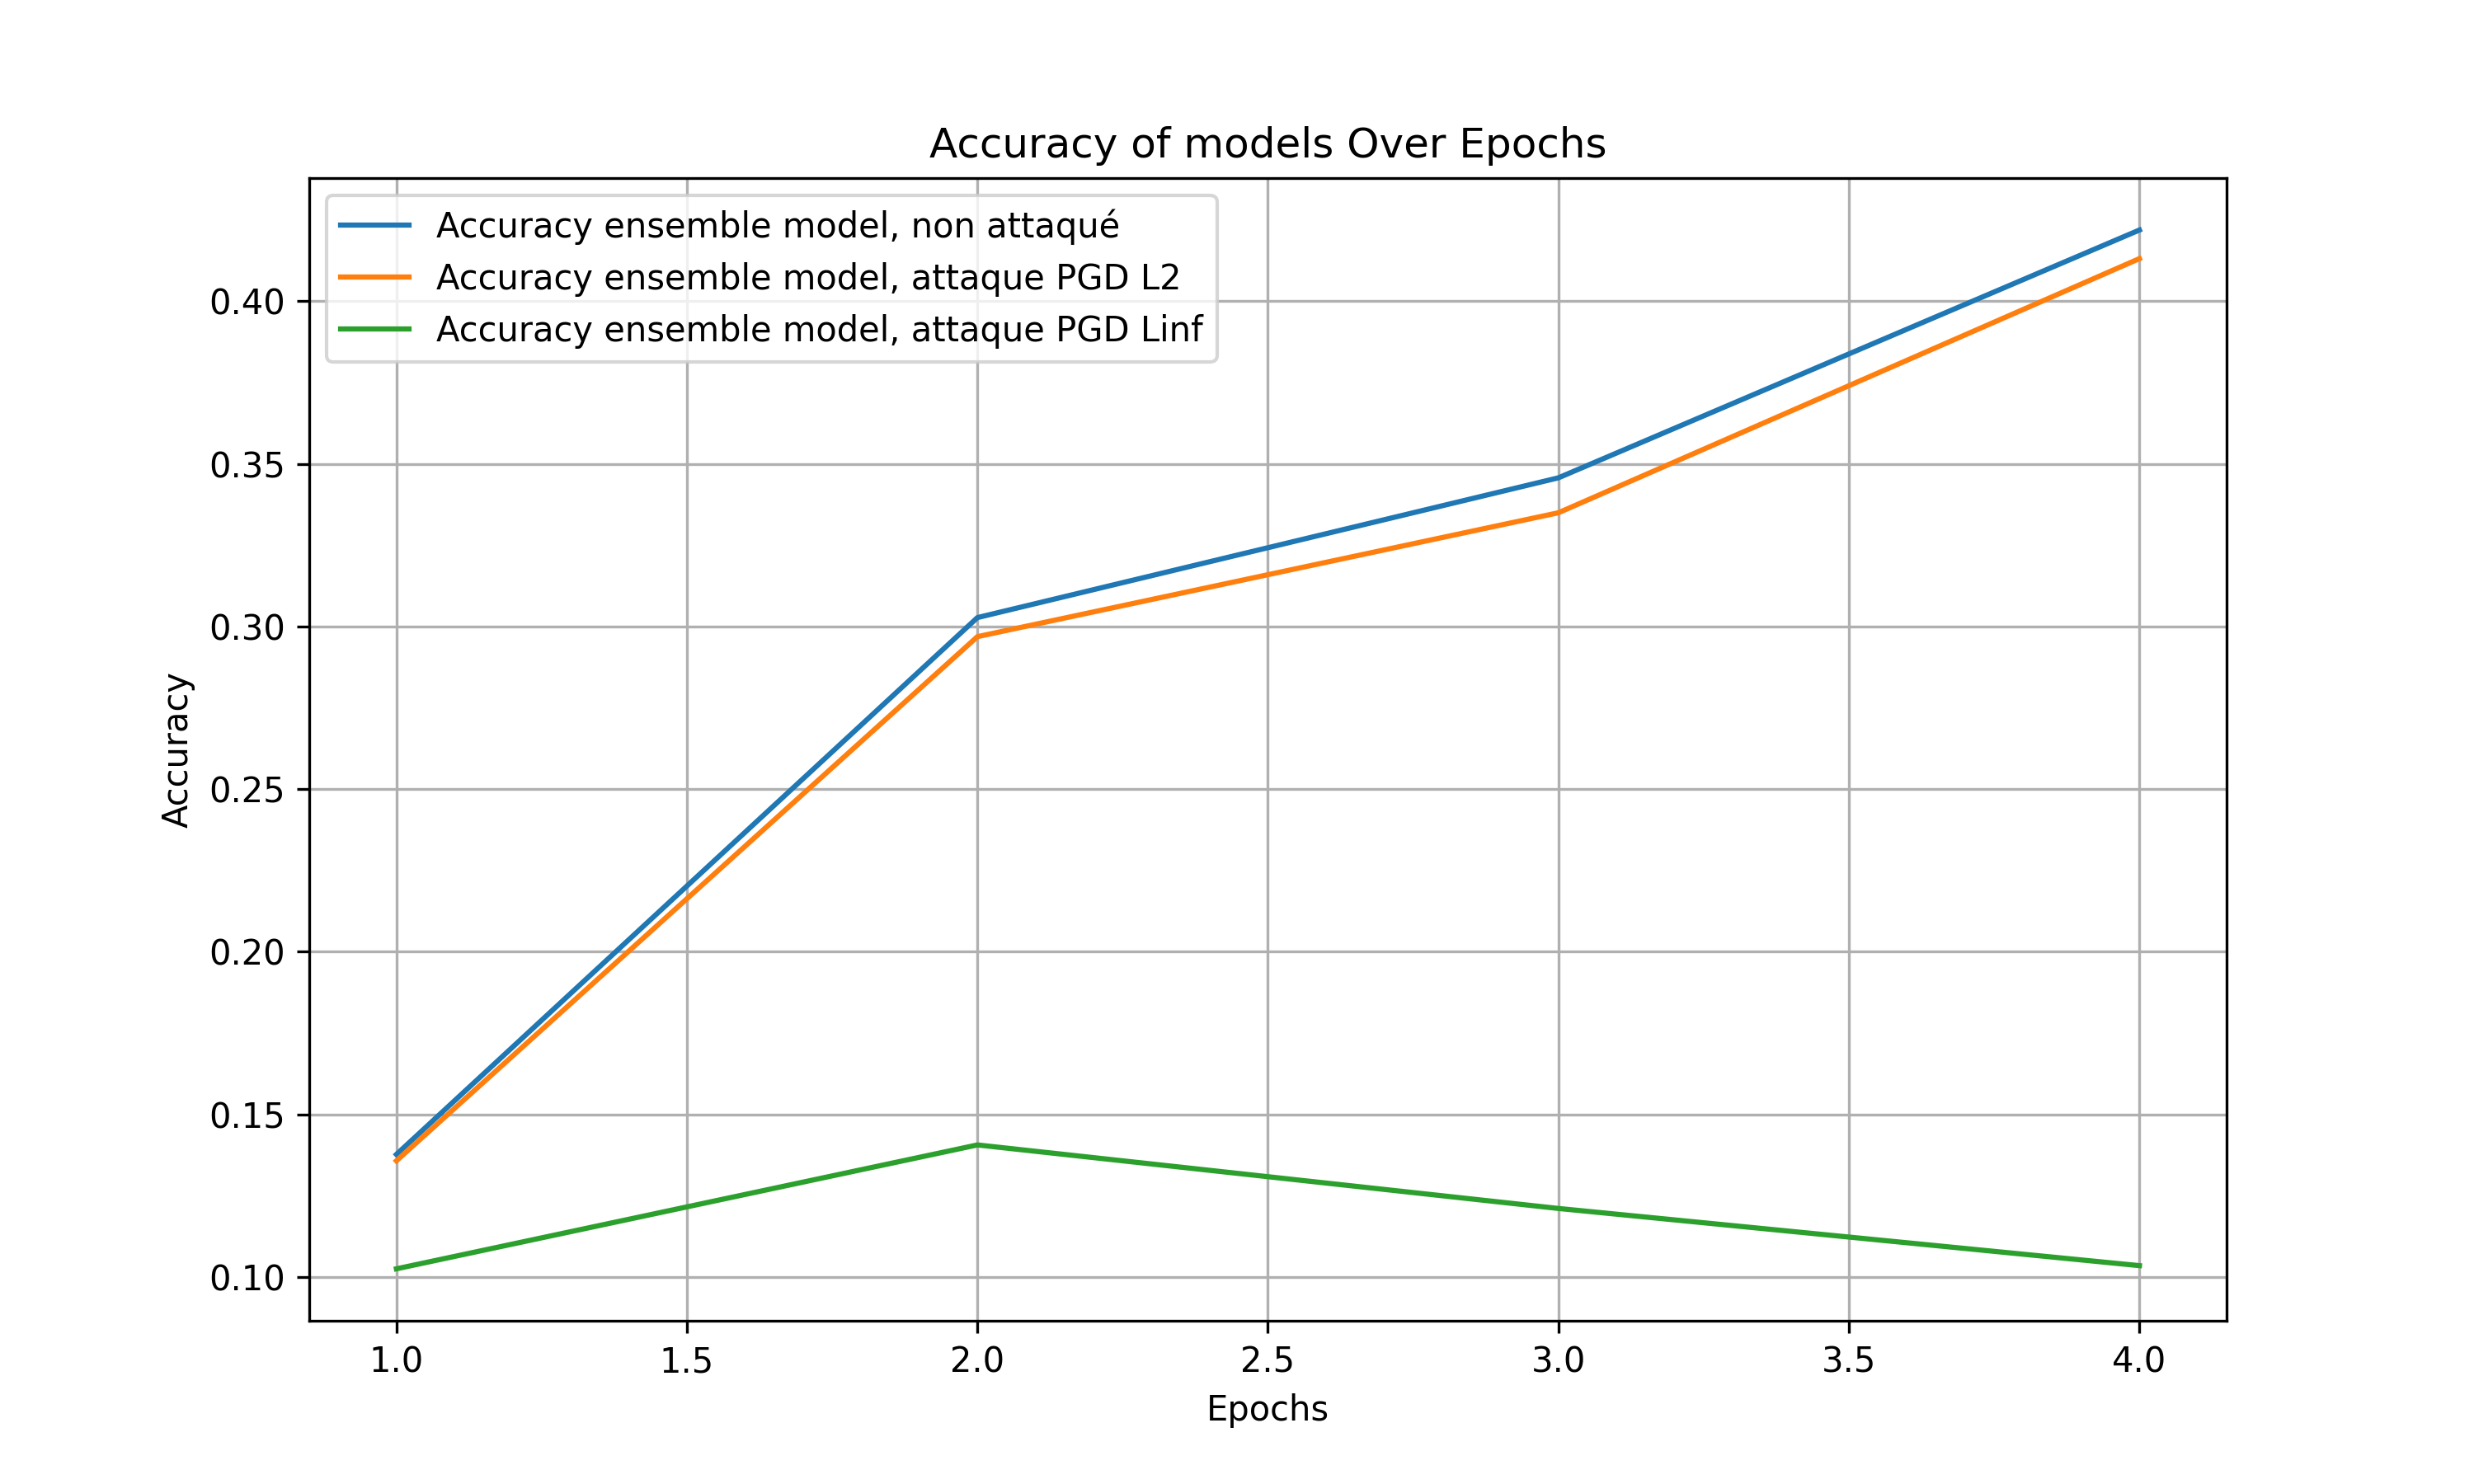 Accuracy of models Over Epochs
Accuracy ensemble model, non attaqué
Accuracy ensemble model, attaque PGD L2
Accuracy ensemble model, attaque PGD Linf
Accuracy
0.40
0.35
0.30
0.25
0.20
0.15
0.10
1.0 1.5 2.0 2.5 3.0 3.5 4.0
Epochs